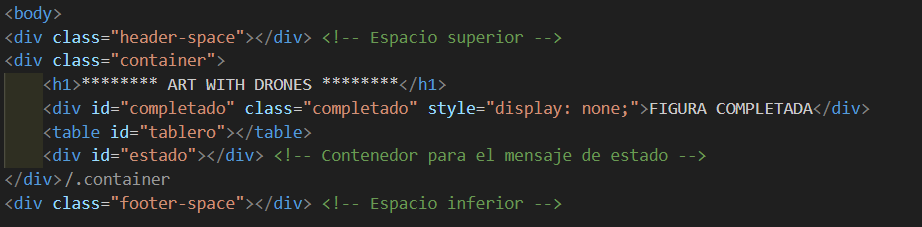 <body>
<div class="header-space"></div> <!-- Espacio superior -->
<div class="container">
    <h1>******** ART WITH DRONES ********</h1>
    <div id="completado" class="completado" style="display: none;">FIGURA COMPLETADA</div>
    <table id="tablero"></table>
    <div id="estado"></div> <!-- Contenedor para el mensaje de estado -->
</div>/.container
<div class="footer-space"></div> <!-- Espacio inferior -->